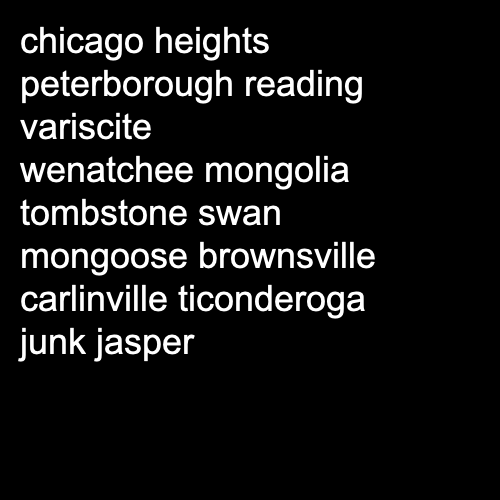 chicago heights
peterborough reading
variscite
wenatchee mongolia
tombstone swan
mongoose brownsville
carlinville ticonderoga
junk jasper